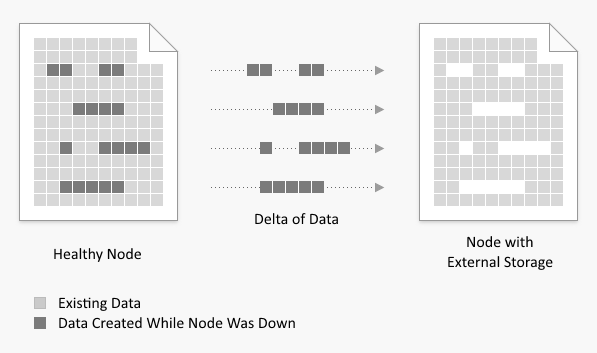 Delta of Data
Healthy Node
Node with
External Storage
Existing Data
Data Created While Node Was Down